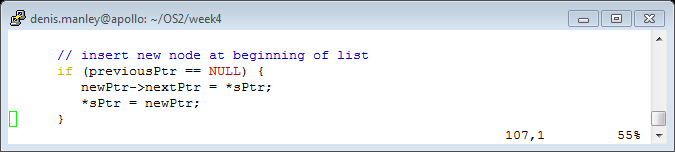 denis.manley@apollo: ~/OS2/week4
// insert new node at beginning of list
if (previousPtr == NULL) {
newPtr->nextPtr = *sPtr;
*sPtr = newPtr;
}
107,1 55%